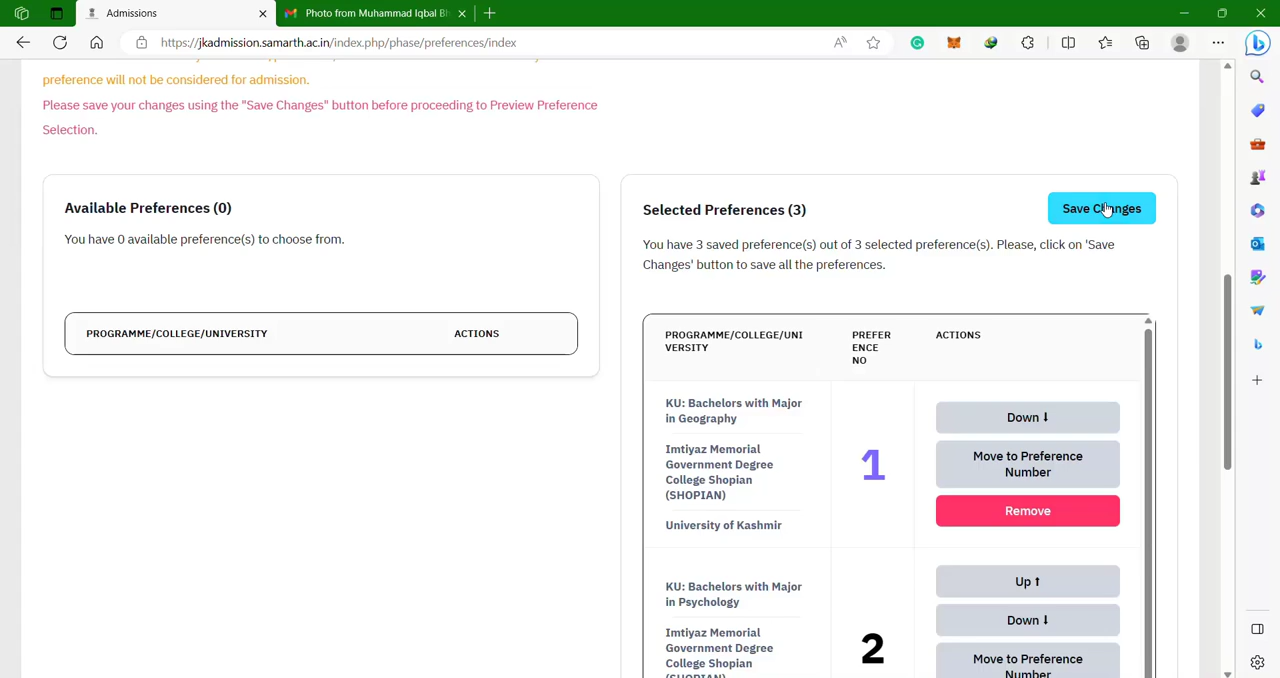 Admissions
Photo from Muhammad Iqbal Bh
https://jkadmission.samarth.ac.in/index.php/phase/preferences/index
preference will not be considered for admission.
Please save your changes using the "Save Changes" button before proceeding to Preview Preference
Selection.
Available Preferences (0)
You have 0 available preference(s) to choose from.
PROGRAMME/COLLEGE/UNIVERSITY
ACTIONS
Selected Preferences (3)
Save Changes
You have 3 saved preference(s) out of 3 selected preference(s). Please, click on 'Save
Changes' button to save all the preferences.
PROGRAMME/COLLEGE/UNI
VERSITY
PREFER
ENCE
NO
ACTIONS
KU: Bachelors with Major
in Geography
Imtiyaz Memorial
Government Degree
College Shopian
(SHOPIAN)
University of Kashmir
1
Down ⬇
Move to Preference
Number
Remove
KU: Bachelors with Major
in Psychology
Imtiyaz Memorial
Government Degree
College Shopian
(SHOPIAN)
2
Up ⬆
Down ⬇
Move to Preference
Number